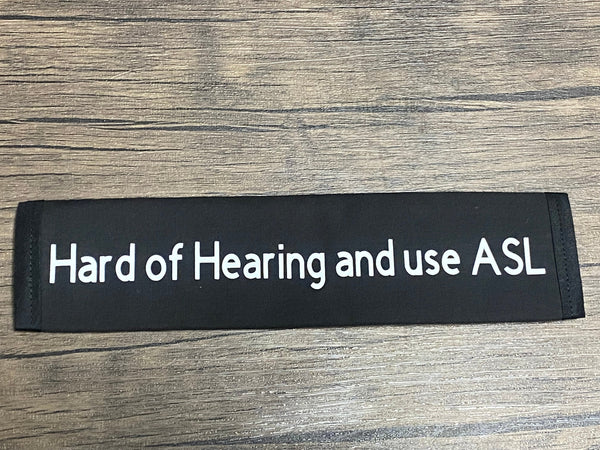 Hard of Hearing and use ASL